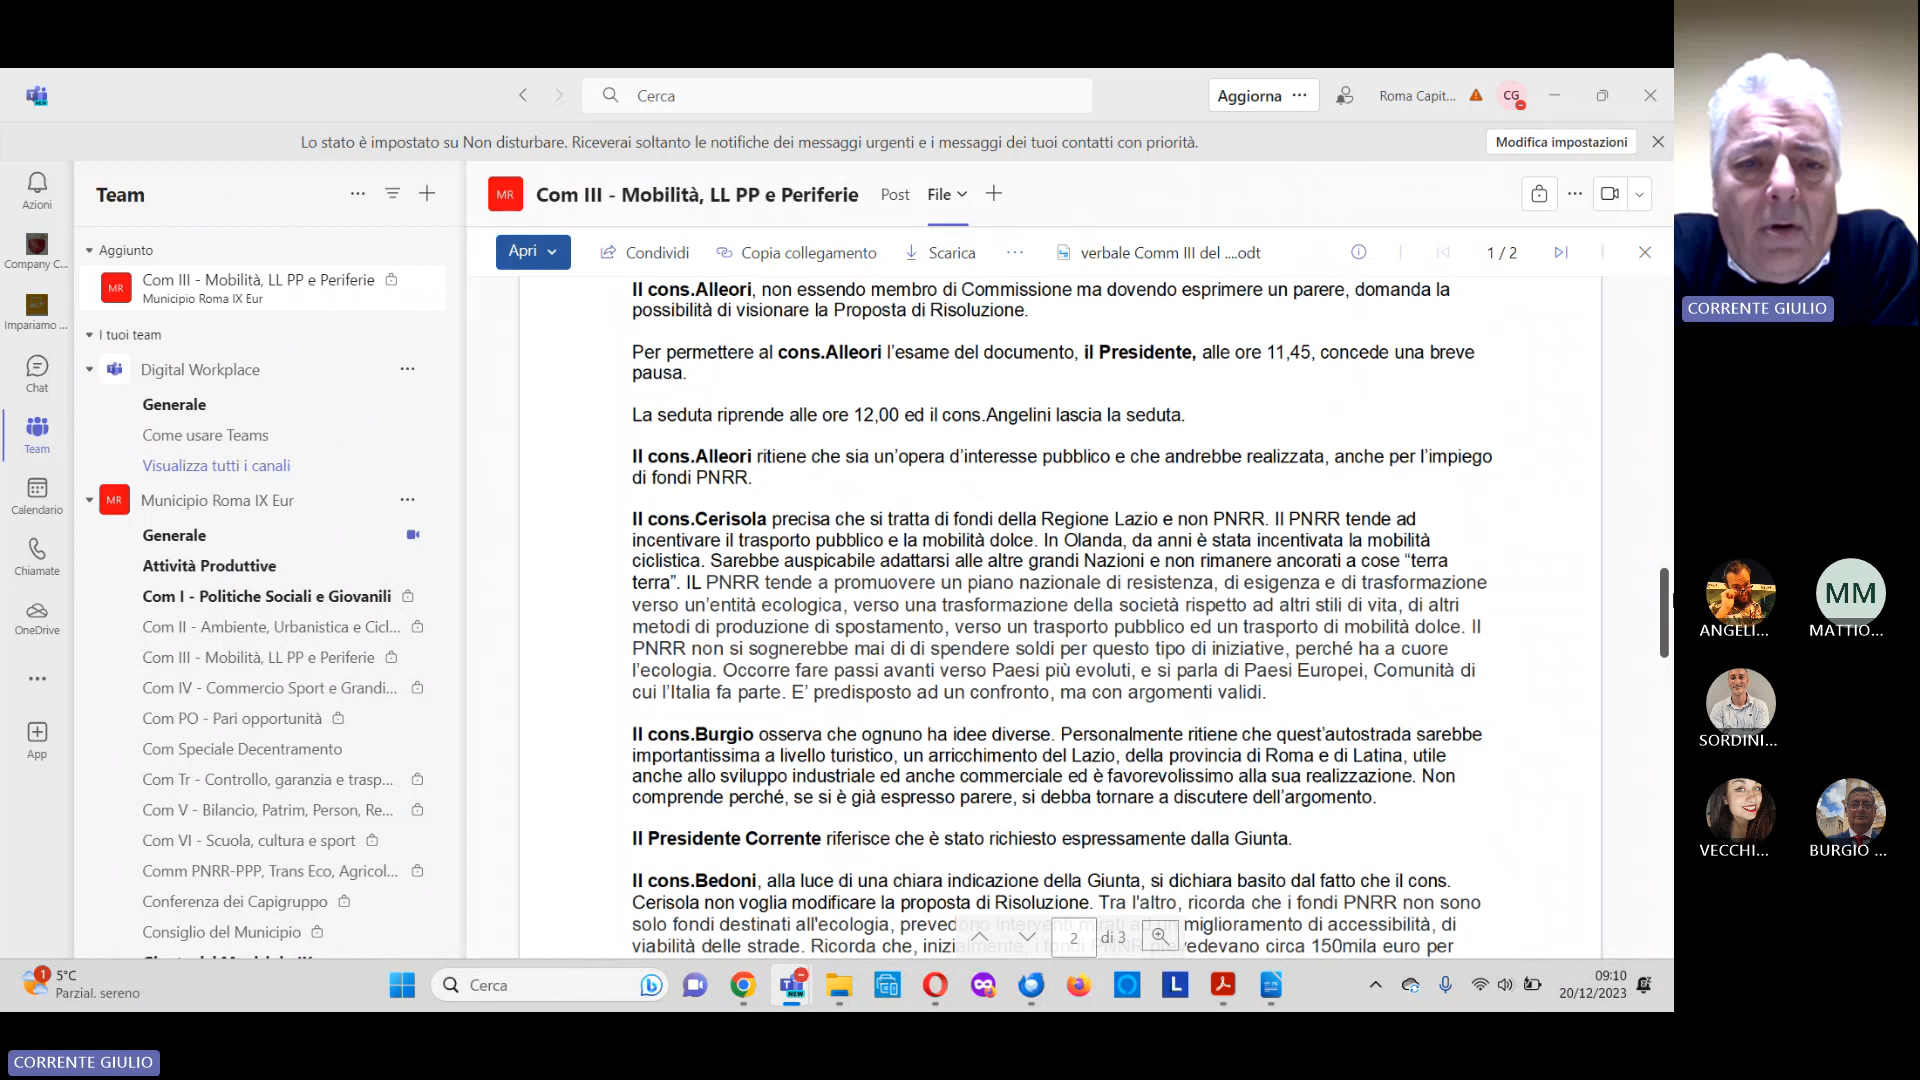 Cerca
Aggiorna ...
Roma Capit...
CG
Lo stato è impostato su Non disturbare. Riceverai soltanto le notifiche dei messaggi urgenti e i messaggi dei tuoi contatti con priorità.
Modifica impostazioni
Azioni
Company C...
Impariamo ...
Chat
Team
Calendario
Chiamate
OneDrive
App
Team
Aggiunto
MR
Com III - Mobilità, LL PP e Periferie
Municipio Roma IX Eur
I tuoi team
Digital Workplace
Generale
Come usare Teams
Visualizza tutti i canali
MR
Municipio Roma IX Eur
Generale
Attività Produttive
Com I - Politiche Sociali e Giovanili
Com II - Ambiente, Urbanistica e Cicl...
Com III - Mobilità, LL PP e Periferie
Com IV - Commercio Sport e Grandi...
Com PO - Pari opportunità
Com Speciale Decentramento
Com Tr - Controllo, garanzia e trasp...
Com V - Bilancio, Patrim, Person, Re...
Com VI - Scuola, cultura e sport
Comm PNRR-PPP, Trans Eco, Agricol...
Conferenza dei Capigruppo
Consiglio del Municipio
MR
Com III - Mobilità, LL PP e Periferie
Post
File
Apri
Condividi
Copia collegamento
Scarica
...
verbale Comm III del ....odt
1 / 2
Il cons.Alleori, non essendo membro di Commissione ma dovendo esprimere un parere, domanda la
possibilità di visionare la Proposta di Risoluzione.
Per permettere al cons.Alleori l'esame del documento, il Presidente, alle ore 11,45, concede una breve
pausa.
La seduta riprende alle ore 12,00 ed il cons.Angelini lascia la seduta.
Il cons.Alleori ritiene che sia un'opera d'interesse pubblico e che andrebbe realizzata, anche per l'impiego
di fondi PNRR.
Il cons.Cerisola precisa che si tratta di fondi della Regione Lazio e non PNRR. Il PNRR tende ad
incentivare il trasporto pubblico e la mobilità dolce. In Olanda, da anni è stata incentivata la mobilità
ciclistica. Sarebbe auspicabile adattarsi alle altre grandi Nazioni e non rimanere ancorati a cose “terra
terra”. IL PNRR tende a promuovere un piano nazionale di resistenza, di esigenza e di trasformazione
verso un'entità ecologica, verso una trasformazione della società rispetto ad altri stili di vita, di altri
metodi di produzione di spostamento, verso un trasporto pubblico ed un trasporto di mobilità dolce. Il
PNRR non si sognerebbe mai di di spendere soldi per questo tipo di iniziative, perché ha a cuore
l'ecologia. Occorre fare passi avanti verso Paesi più evoluti, e si parla di Paesi Europei, Comunità di
cui l'Italia fa parte. E' predisposto ad un confronto, ma con argomenti validi.
Il cons.Burgio osserva che ognuno ha idee diverse. Personalmente ritiene che quest'autostrada sarebbe
importantissima a livello turistico, un arricchimento del Lazio, della provincia di Roma e di Latina, utile
anche allo sviluppo industriale ed anche commerciale ed è favorevolissimo alla sua realizzazione. Non
comprende perché, se si è già espresso parere, si debba tornare a discutere dell'argomento.
Il Presidente Corrente riferisce che è stato richiesto espressamente dalla Giunta.
Il cons.Bedoni, alla luce di una chiara indicazione della Giunta, si dichiara basito dal fatto che il cons.
Cerisola non voglia modificare la proposta di Risoluzione. Tra l'altro, ricorda che i fondi PNRR non sono
solo fondi destinati all'ecologia, prevedono interventi mirati ad un miglioramento di accessibilità, di
viabilità delle strade. Ricorda che, inizialmente, i fondi PNRR prevedevano circa 150mila euro per
2 di 3
1
5°C
Parzial. sereno
Cerca
NEW
L
09:10
20/12/2023
CORRENTE GIULIO
ANGELI...
MM
MATTIO...
SORDINI...
VECCHI...
BURGIO ...
CORRENTE GIULIO